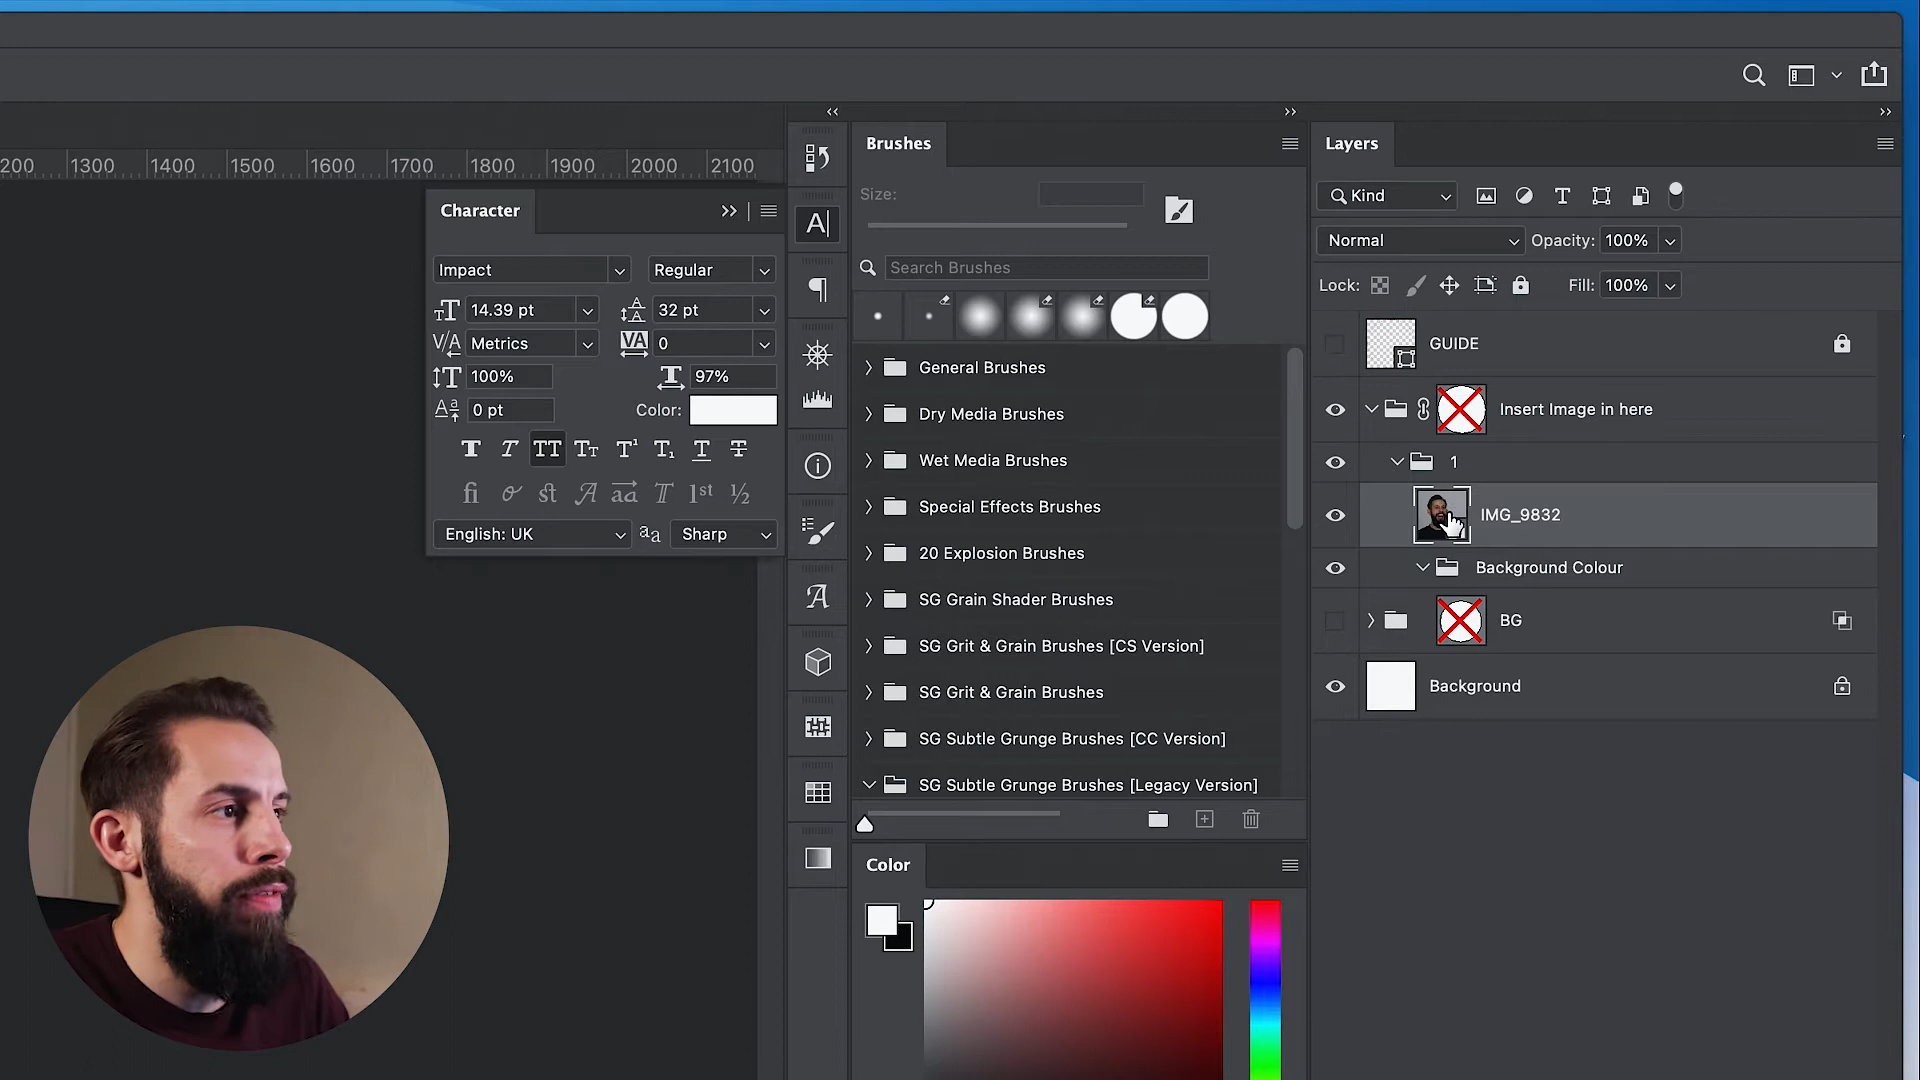 200 1300 1400 1500 1600 1700 1800 1900 2000 2100
Character
Impact Regular
14.39 pt 32 pt
Metrics 0
100% 97%
0 pt Color:
English: UK Sharp
Brushes
Size:
Search Brushes
General Brushes
Dry Media Brushes
Wet Media Brushes
Special Effects Brushes
20 Explosion Brushes
SG Grain Shader Brushes
SG Grit & Grain Brushes [CS Version]
SG Grit & Grain Brushes
SG Subtle Grunge Brushes [CC Version]
SG Subtle Grunge Brushes [Legacy Version]
Color
Layers
Kind
Normal Opacity: 100%
Lock: Fill: 100%
GUIDE
Insert Image in here
1
IMG_9832
Background Colour
BG
Background